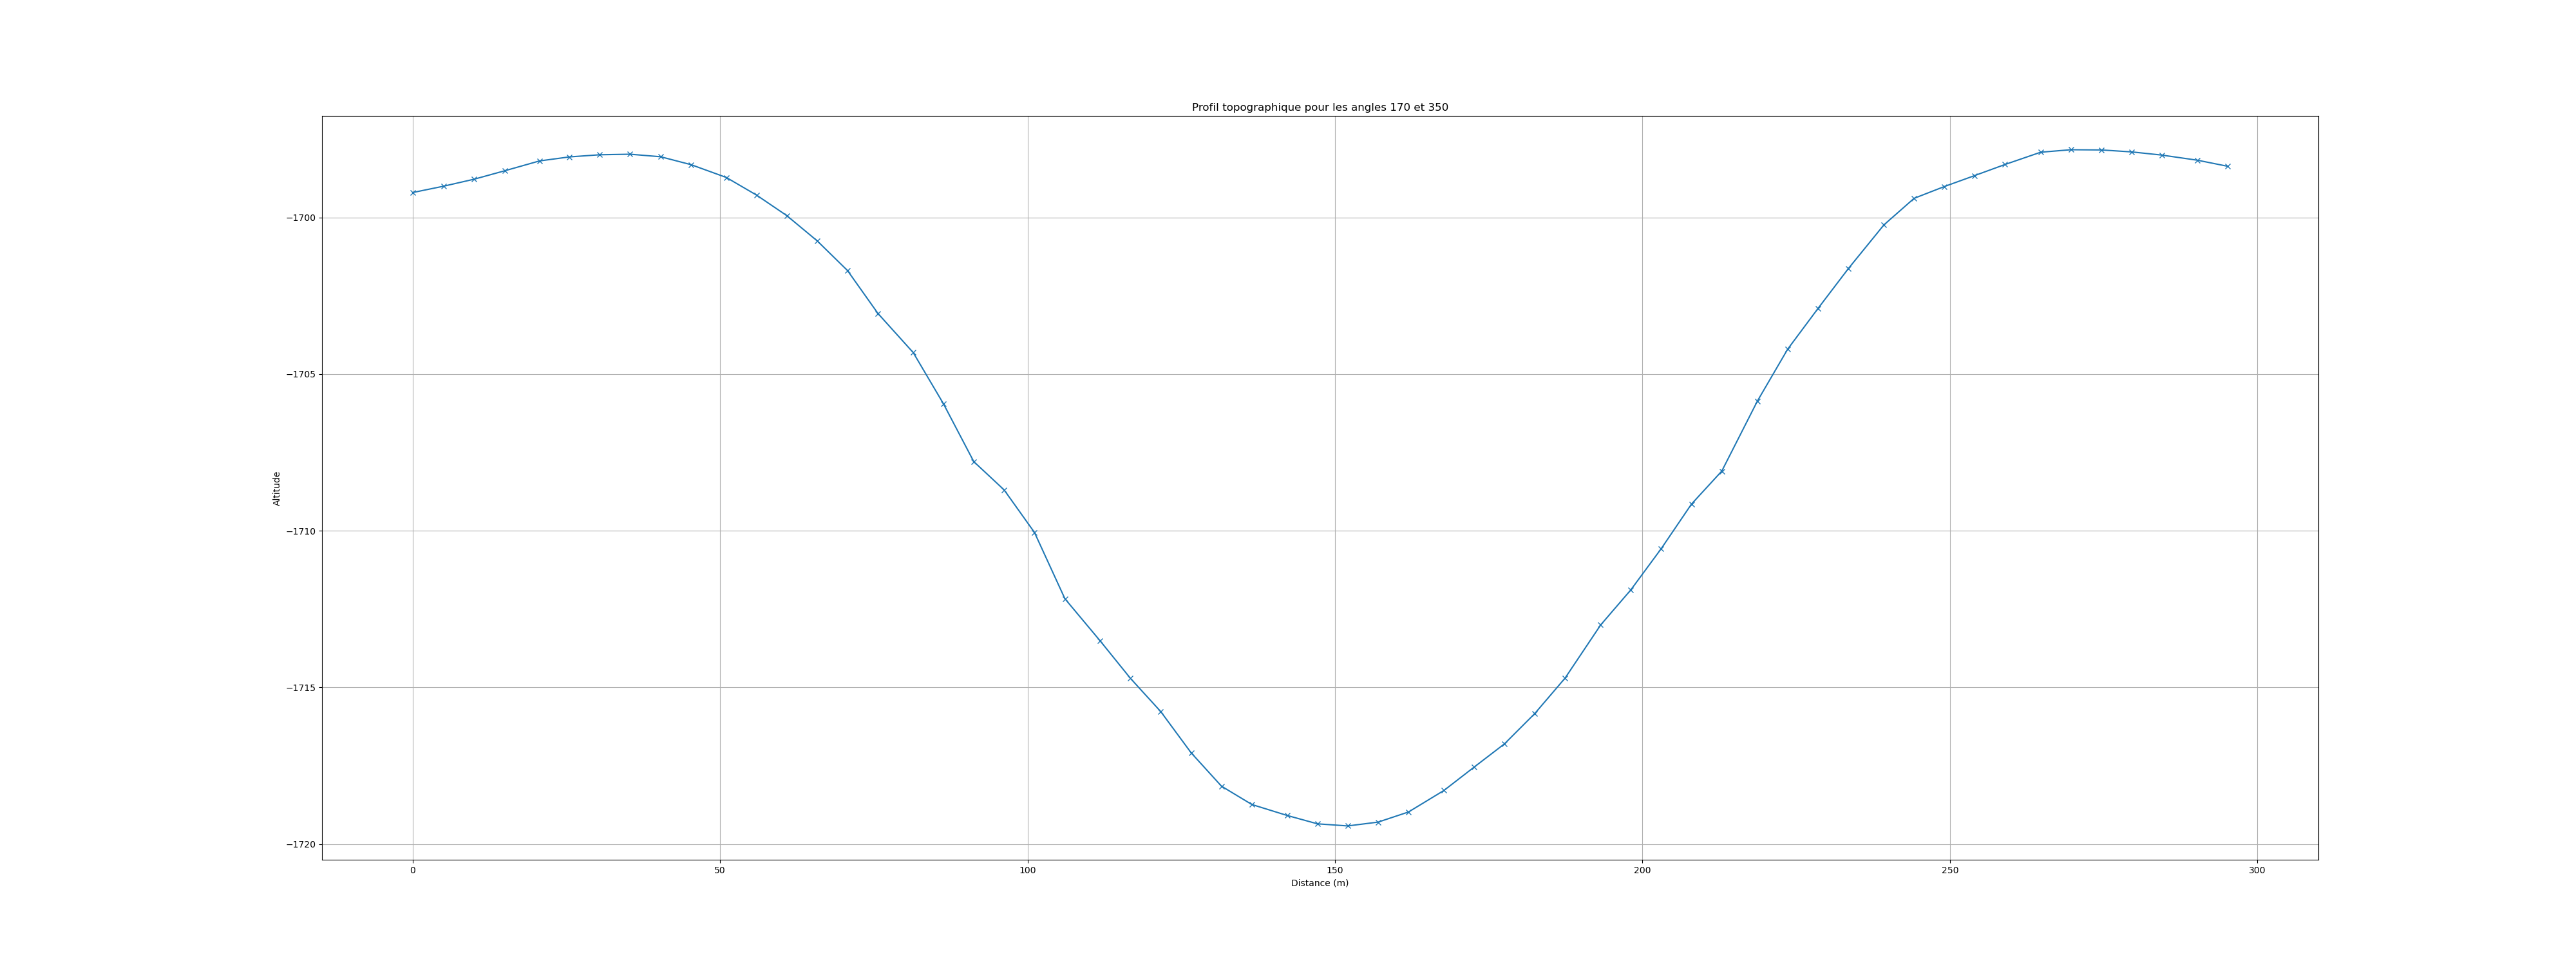 Profil topographique pour les angles 170 et 350
Altitude
−1700
−1705
−1710
−1715
−1720
0 50 100 150 200 250 300
Distance (m)